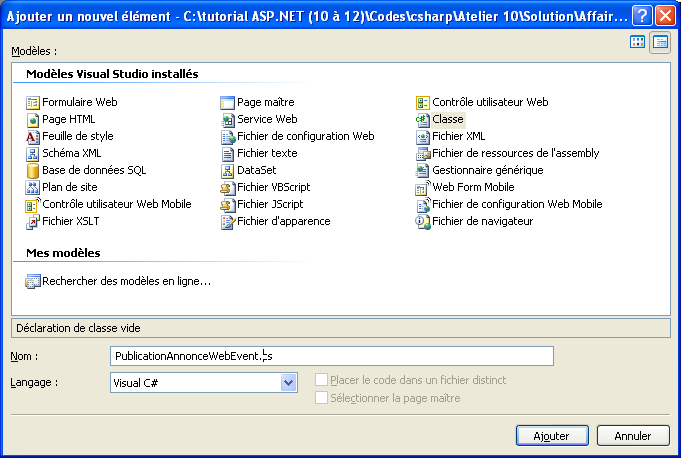 Ajouter un nouvel élément - C:\tutorial ASP.NET (10 à 12)\Codes\csharp\Atelier 10\Solution\Affair...
Modèles :
Modèles Visual Studio installés
Formulaire Web Page maître Contrôle utilisateur Web
Page HTML Service Web Classe
Feuille de style Fichier de configuration Web Fichier XML
Schéma XML Fichier texte Fichier de ressources de l'assembly
Base de données SQL DataSet Gestionnaire générique
Plan de site Fichier VBScript Web Form Mobile
Contrôle utilisateur Web Mobile Fichier JScript Fichier de configuration Web Mobile
Fichier XSLT Fichier d'apparence Fichier de navigateur
Mes modèles
Rechercher des modèles en ligne...
Déclaration de classe vide
Nom : PublicationAnnonceWebEvent.cs
Langage : Visual C# Placer le code dans un fichier distinct
Sélectionner la page maître
Ajouter Annuler